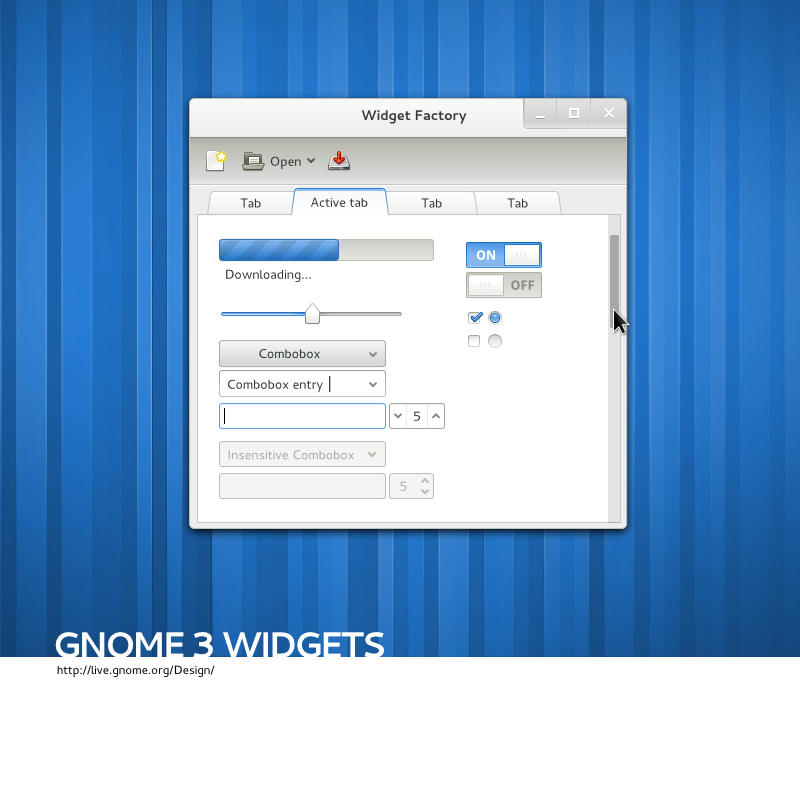 Widget Factory
Open
Tab
Active tab
Tab
Tab
Downloading...
ON
OFF
Combobox
Combobox entry
5
Insensitive Combobox
5
GNOME 3 WIDGETS
http://live.gnome.org/Design/